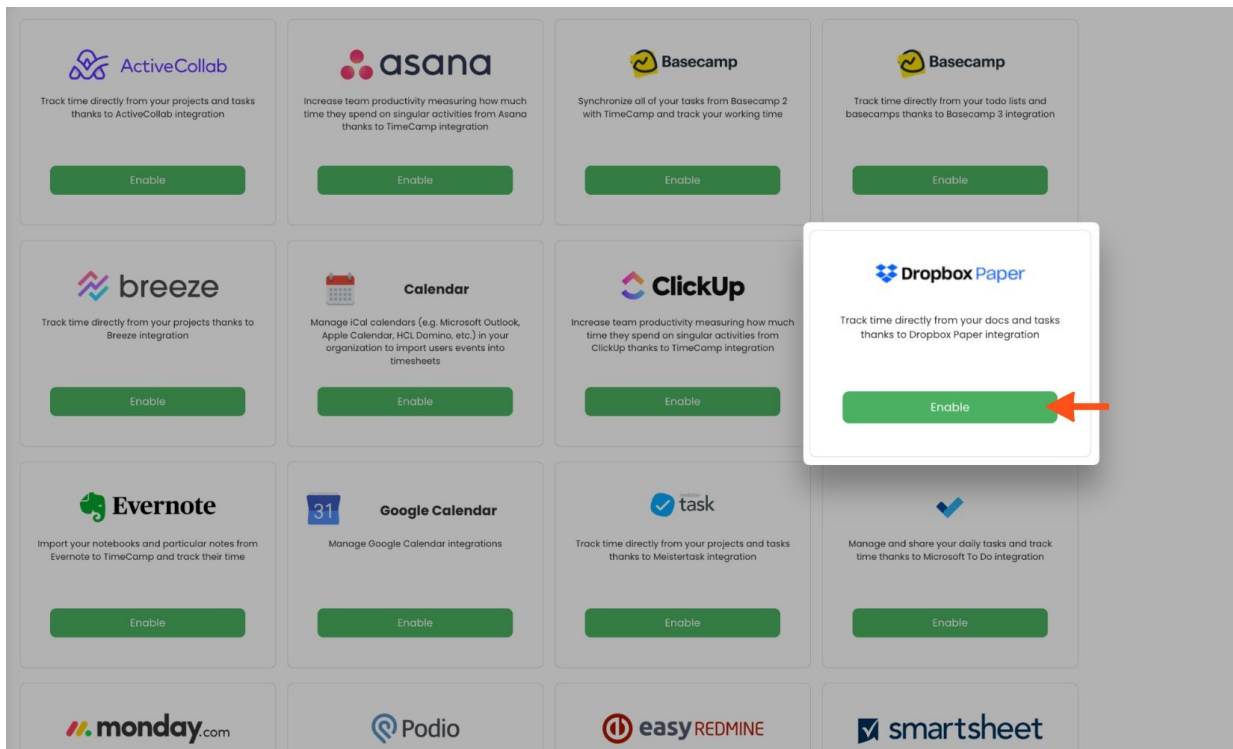 ActiveCollab
Track time directly from your projects and tasks
thanks to ActiveCollab integration
Enable
asana
Increase team productivity measuring how much
time they spend on singular activities from Asana
thanks to TimeCamp integration
Enable
Basecamp
Synchronize all of your tasks from Basecamp 2
with TimeCamp and track your working time
Enable
Basecamp
Track time directly from your todo lists and
basecamps thanks to Basecamp 3 integration
Enable
breeze
Track time directly from your projects thanks to
Breeze integration
Enable
Calendar
Manage iCal calendars (e.g. Microsoft Outlook,
Apple Calendar, HCL Domino, etc.) in your
organization to import users events into
timesheets
Enable
ClickUp
Increase team productivity measuring how much
time they spend on singular activities from
ClickUp thanks to TimeCamp integration
Enable
Dropbox Paper
Track time directly from your docs and tasks
thanks to Dropbox Paper integration
Enable
Evernote
Import your notebooks and particular notes from
Evernote to TimeCamp and track their time
Enable
31
Google Calendar
Manage Google Calendar integrations
Enable
task
Track time directly from your projects and tasks
thanks to Meistertask integration
Enable
Manage and share your daily tasks and track
time thanks to Microsoft To Do integration
Enable
monday.com
Podio
easy REDMINE
smartsheet